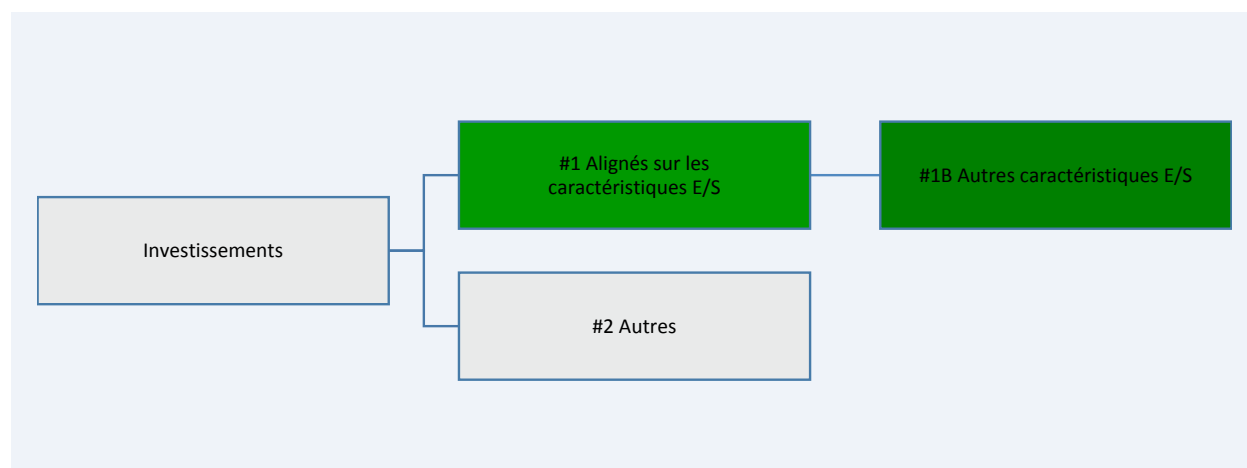 #1 Alignés sur les
caractéristiques E/S
#1B Autres caractéristiques E/S
Investissements
#2 Autres